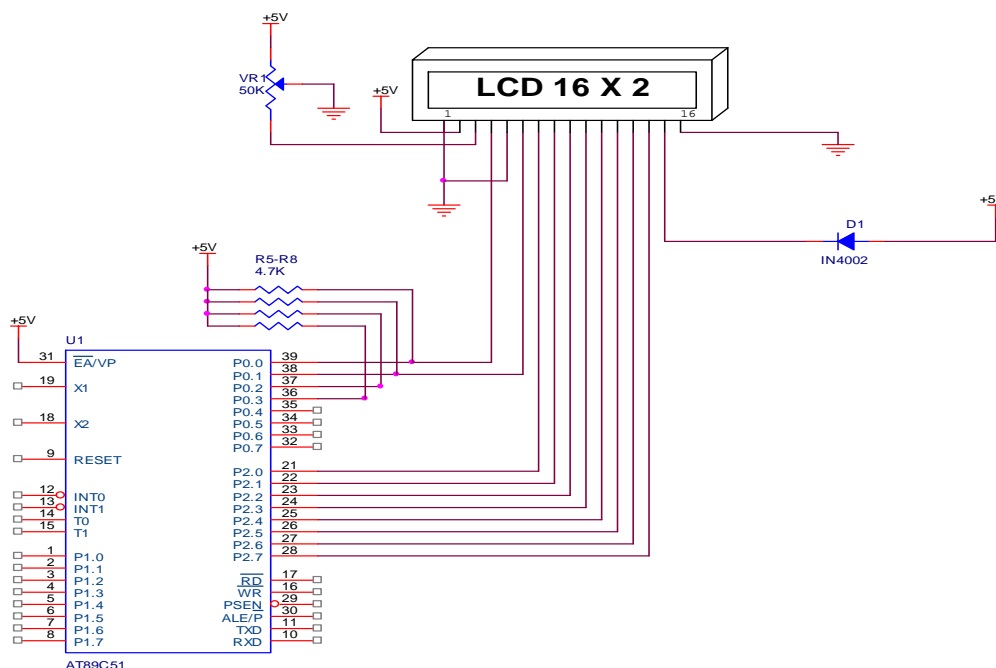 +5V
VR1
50K
+5V
LCD 16 X 2
1
16
+5
D1
IN4002
+5V
R5-R8
4.7K
+5V
U1
31 EA/VP P0.0 39
P0.1 38
19 X1 P0.2 37
P0.3 36
P0.4 35
18 X2 P0.5 34
P0.6 33
P0.7 32
9 RESET
P2.0 21
P2.1 22
12 INT0 P2.2 23
13 INT1 P2.3 24
14 T0 P2.4 25
15 T1 P2.5 26
P2.6 27
1 P1.0 P2.7 28
2 P1.1
3 P1.2 RD 17
4 P1.3 WR 16
5 P1.4 PSEN 29
6 P1.5 ALE/P 30
7 P1.6 TXD 11
8 P1.7 RXD 10
AT89C51